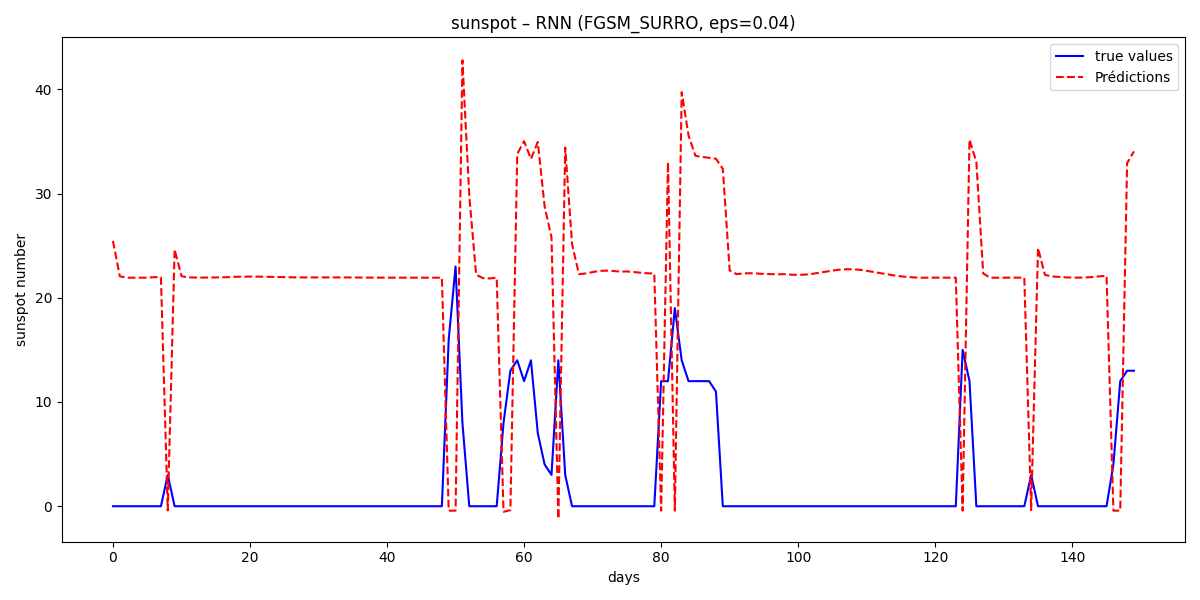 sunspot – RNN (FGSM_SURRO, eps=0.04)
true values
Prédictions
sunspot number
40
30
20
10
0
0 20 40 60 80 100 120 140
days